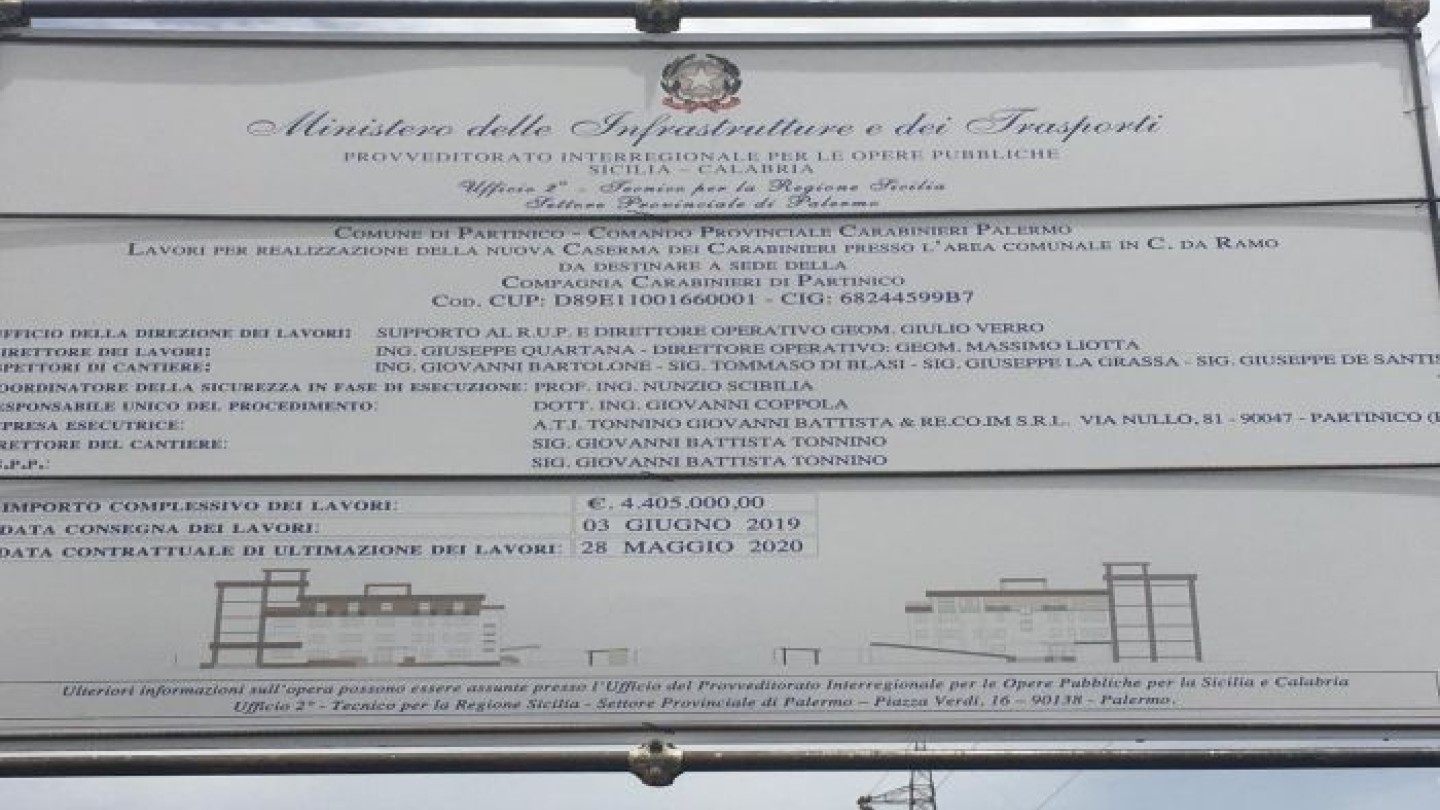 Ministero delle Infrastrutture e dei Trasporti
PROVVEDITORATO INTERREGIONALE PER LE OPERE PUBBLICHE
SICILIA - CALABRIA
Ufficio 2° - Tecnico per la Regione Sicilia
Settore Provinciale di Palermo
COMUNE DI PARTINICO - COMANDO PROVINCIALE CARABINIERI PALERMO
LAVORI PER REALIZZAZIONE DELLA NUOVA CASERMA DEI CARABINIERI PRESSO L'AREA COMUNALE IN C. DA RAMO
DA DESTINARE A SEDE DELLA
COMPAGNIA CARABINIERI DI PARTINICO
COD. CUP: D89E11001660001 - CIG: 68244599B7
UFFICIO DELLA DIREZIONE DEI LAVORI: SUPPORTO AL R.U.P. E DIRETTORE OPERATIVO GEOM. GIULIO VERRO
DIRETTORE DEI LAVORI: ING. GIUSEPPE QUARTANA - DIRETTORE OPERATIVO: GEOM. MASSIMO LIOTTA
SPETTORI DI CANTIERE: ING. GIOVANNI BARTOLONE - SIG. TOMMASO DI BLASI - SIG. GIUSEPPE LA GRASSA - SIG. GIUSEPPE DE SANTIS
COORDINATORE DELLA SICUREZZA IN FASE DI ESECUZIONE: PROF. ING. NUNZIO SCIBILIA
ESPONSABILE UNICO DEL PROCEDIMENTO: DOTT. ING. GIOVANNI COPPOLA
PRESA ESECUTRICE: A.T.I. TONNINO GIOVANNI BATTISTA & RE.CO.IM S.R.L. VIA NULLO, 81 - 90047 - PARTINICO (
RETTORE DEL CANTIERE: SIG. GIOVANNI BATTISTA TONNINO
.P.P.: SIG. GIOVANNI BATTISTA TONNINO
IMPORTO COMPLESSIVO DEI LAVORI: €. 4.405.000,00
DATA CONSEGNA DEI LAVORI: 03 GIUGNO 2019
DATA CONTRATTUALE DI ULTIMAZIONE DEI LAVORI: 28 MAGGIO 2020
Ulteriori informazioni sull'opera possono essere assunte presso l'Ufficio del Provveditorato Interregionale per le Opere Pubbliche per la Sicilia e Calabria
Ufficio 2° - Tecnico per la Regione Sicilia - Settore Provinciale di Palermo – Piazza Verdi, 16 – 90138 - Palermo.